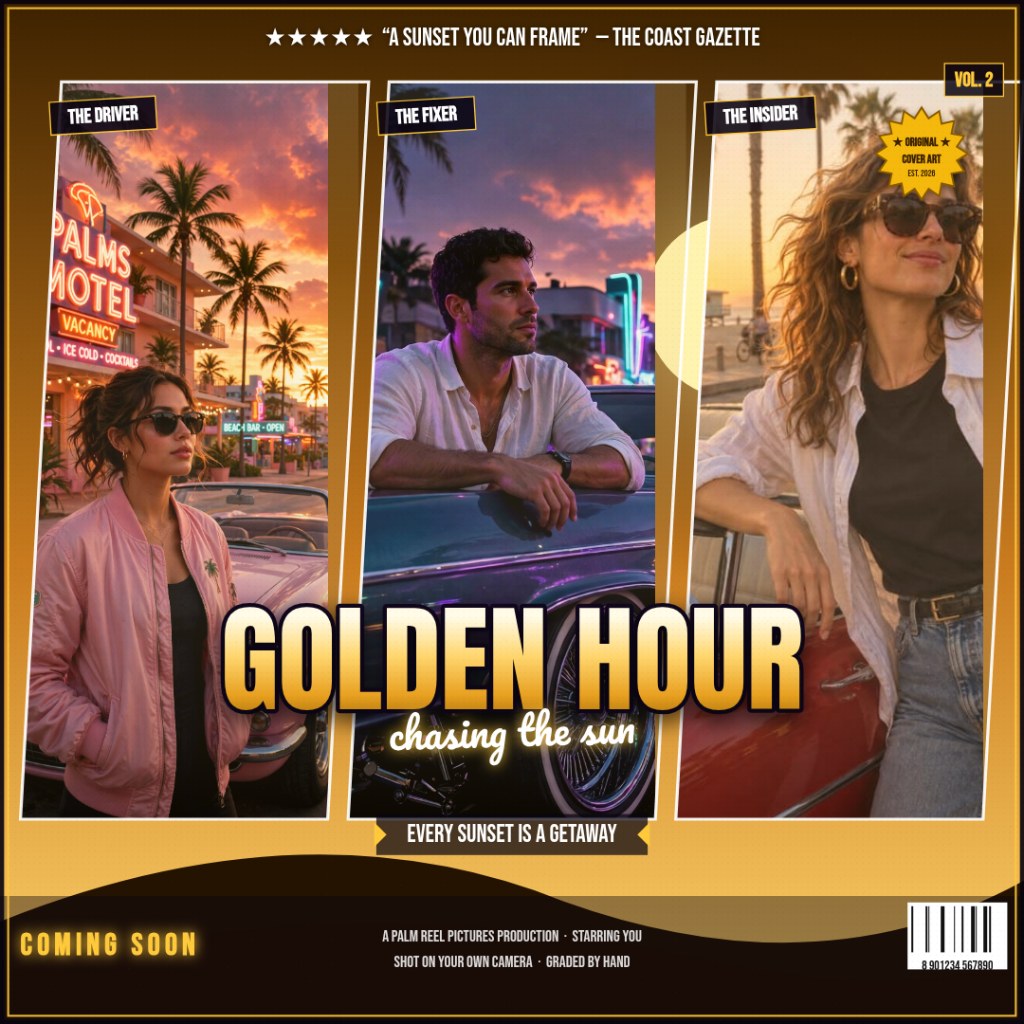 ★★★★★ “A SUNSET YOU CAN FRAME” – THE COAST GAZETTE
VOL. 2
THE DRIVER
THE FIXER
THE INSIDER
★ ORIGINAL ★
COVER ART
EST. 2026
PALMS
MOTEL
VACANCY
• ICE COLD • COCKTAILS
BEACH BAR • OPEN
GOLDEN HOUR
chasing the sun
EVERY SUNSET IS A GETAWAY
COMING SOON
A PALM REEL PICTURES PRODUCTION · STARRING YOU
SHOT ON YOUR OWN CAMERA · GRADED BY HAND
8 901234 567890